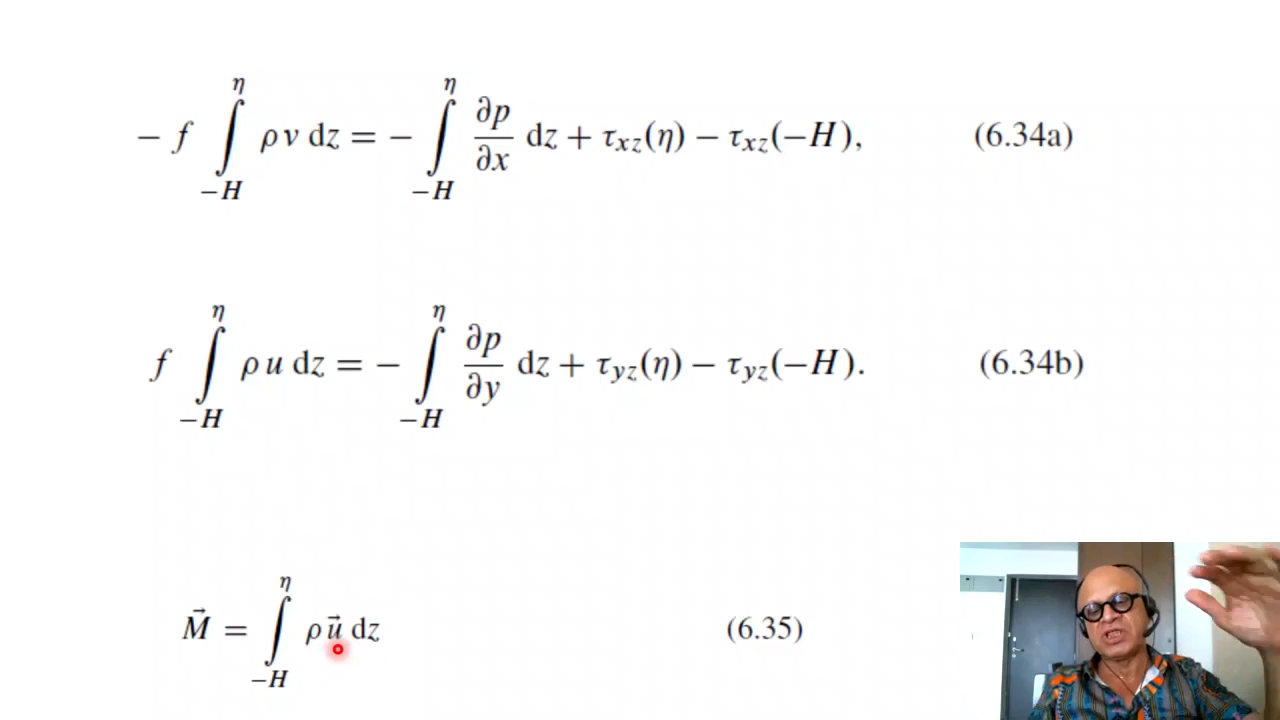 − f ∫_{−H}^{η} ρ v dz = − ∫_{−H}^{η} ∂p/∂x dz + τ_{xz}(η) − τ_{xz}(−H), (6.34a)
f ∫_{−H}^{η} ρ u dz = − ∫_{−H}^{η} ∂p/∂y dz + τ_{yz}(η) − τ_{yz}(−H). (6.34b)
M⃗ = ∫_{−H}^{η} ρ u⃗ dz (6.35)